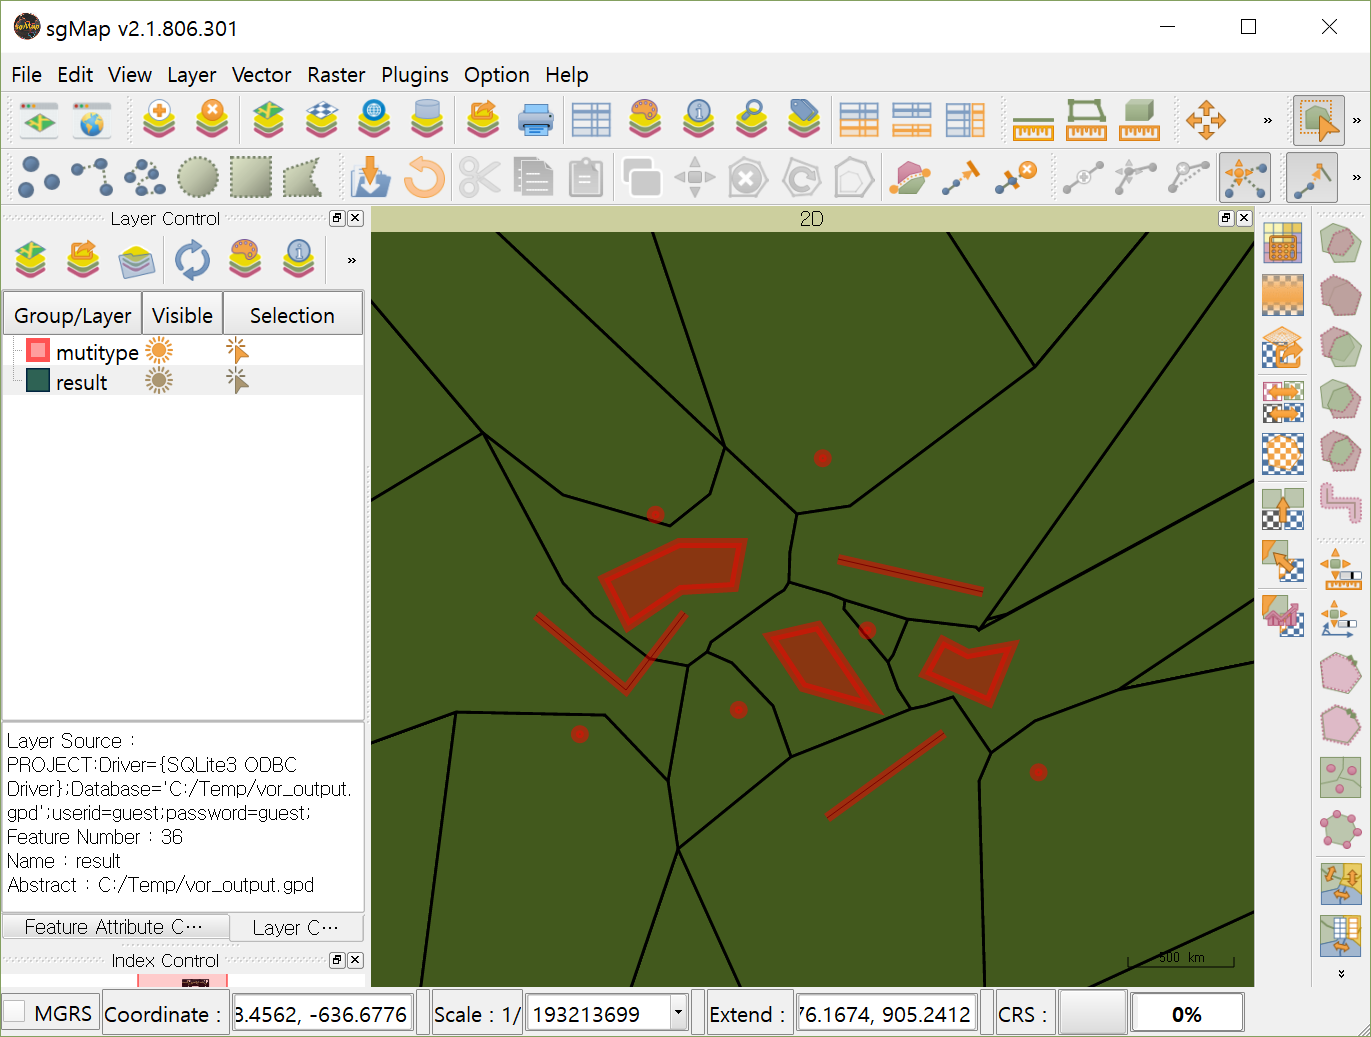 sgMap v2.1.806.301
File Edit View Layer Vector Raster Plugins Option Help
Layer Control
2D
Group/Layer Visible Selection
mutitype
result
Layer Source :
PROJECT:Driver={SQLite3 ODBC
Driver};Database='C:/Temp/vor_output.
gpd';userid=guest;password=guest;
Feature Number : 36
Name : result
Abstract : C:/Temp/vor_output.gpd
Feature Attribute C⋯ Layer C⋯
Index Control
500 km
MGRS Coordinate : 3.4562, -636.6776 Scale : 1/ 193213699 Extend : 76.1674, 905.2412 CRS : 0%